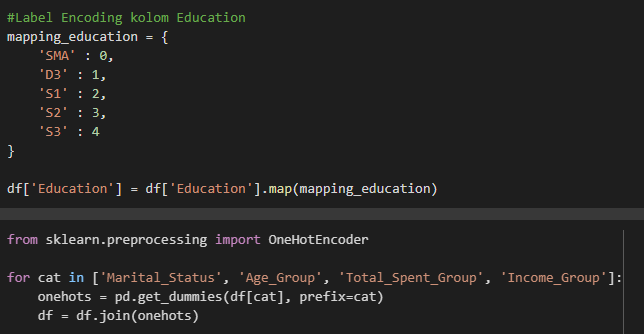 #Label Encoding kolom Education
mapping_education = {
    'SMA' : 0,
    'D3' : 1,
    'S1' : 2,
    'S2' : 3,
    'S3' : 4
}
df['Education'] = df['Education'].map(mapping_education)
from sklearn.preprocessing import OneHotEncoder
for cat in ['Marital_Status', 'Age_Group', 'Total_Spent_Group', 'Income_Group']:
    onehots = pd.get_dummies(df[cat], prefix=cat)
    df = df.join(onehots)